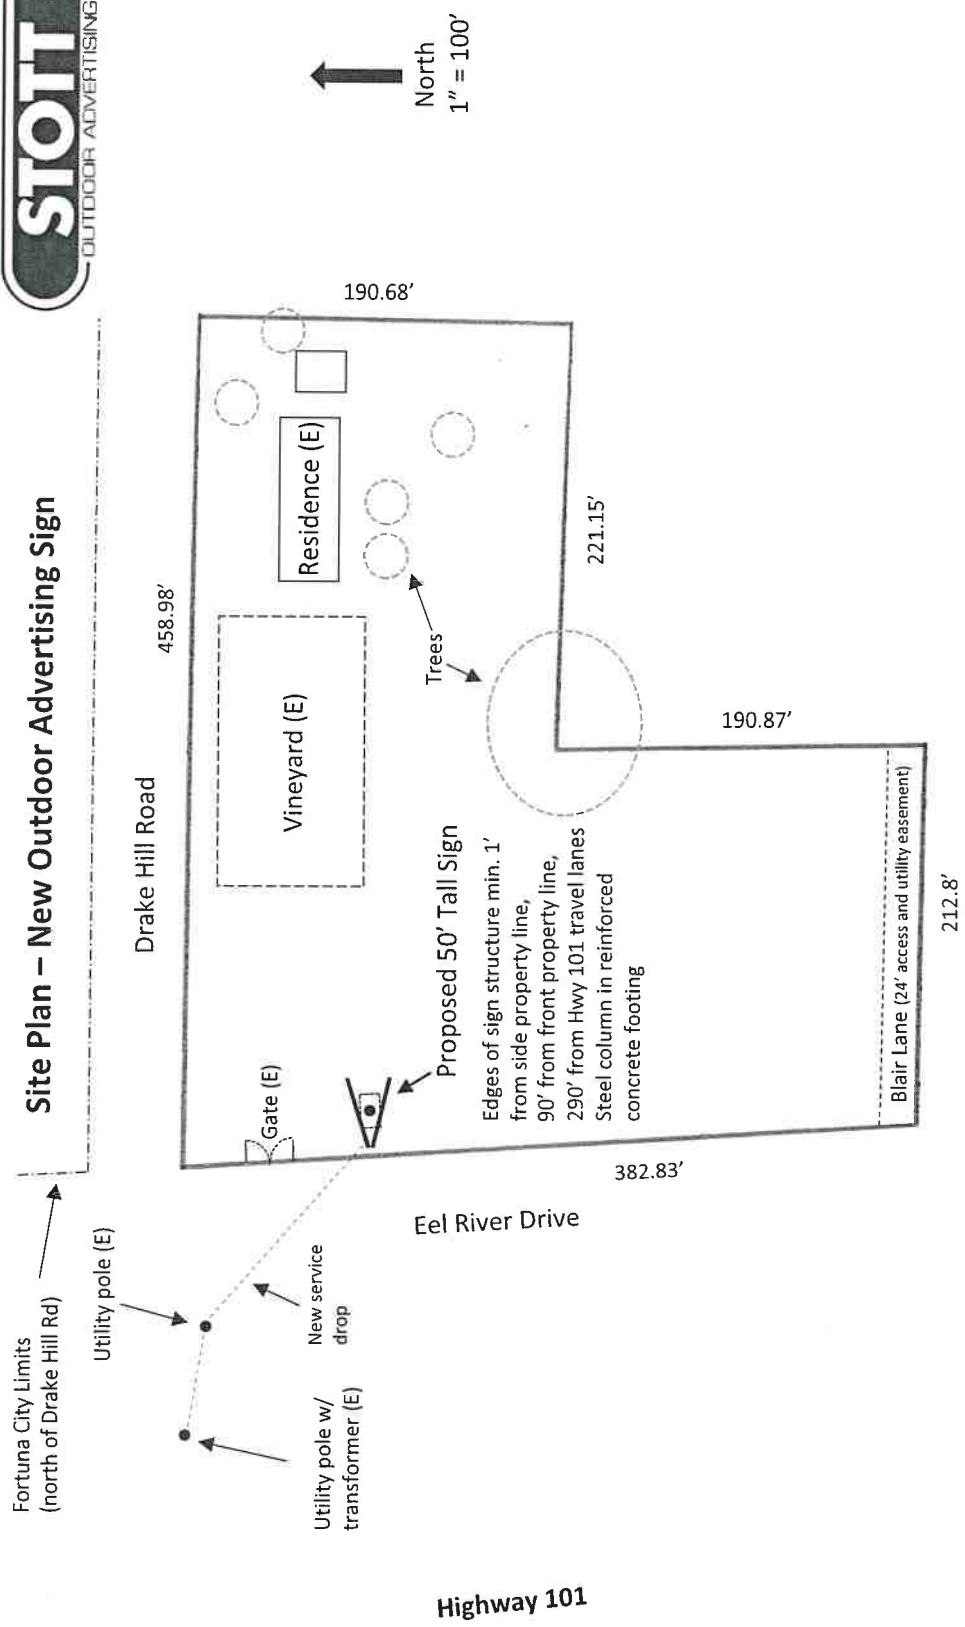 STOTT
OUTDOOR ADVERTISING
Site Plan – New Outdoor Advertising Sign
North
1” = 100’
Fortuna City Limits
(north of Drake Hill Rd)
Utility pole (E)
Utility pole w/
transformer (E)
New service
drop
Highway 101
Eel River Drive
Drake Hill Road
458.98’
190.68’
221.15’
190.87’
212.8’
382.83’
Gate (E)
Vineyard (E)
Residence (E)
Trees
Proposed 50’ Tall Sign
Edges of sign structure min. 1’
from side property line,
90’ from front property line,
290’ from Hwy 101 travel lanes
Steel column in reinforced
concrete footing
Blair Lane (24’ access and utility easement)